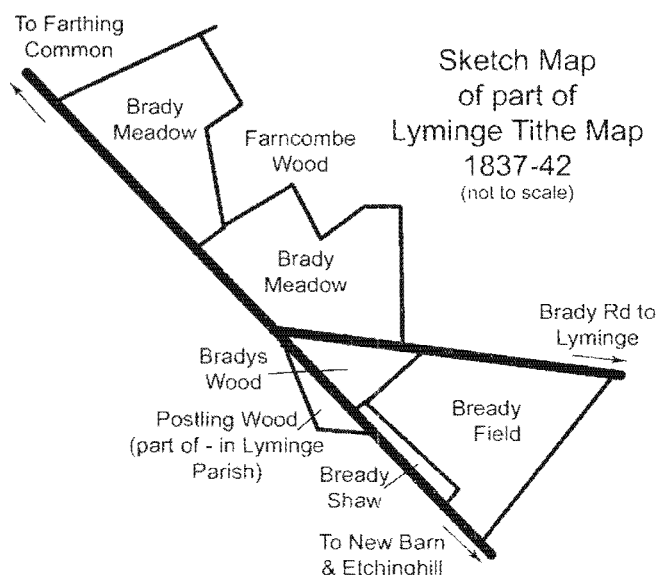 To Farthing
Common
Sketch Map
of part of
Lyminge Tithe Map
1837-42
(not to scale)
Brady
Meadow
Farncombe
Wood
Brady
Meadow
Brady Rd to
Lyminge
Bradys
Wood
Postling Wood
(part of - in Lyminge
Parish)
Bready
Field
Bready
Shaw
To New Barn
& Etchinghill